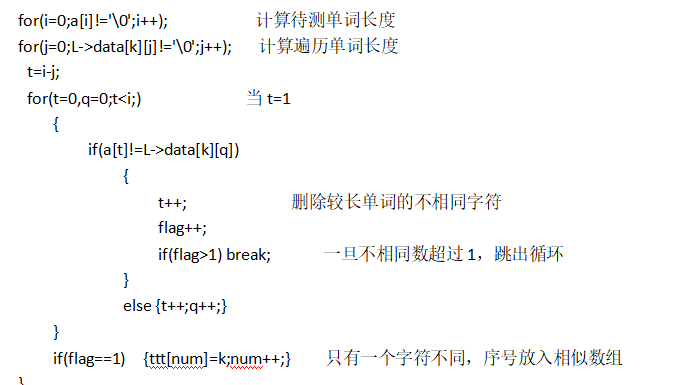 for(i=0;a[i]!='\0';i++); 计算待测单词长度
for(j=0;L->data[k][j]!='\0';j++); 计算遍历单词长度
t=i-j;
for(t=0,q=0;t<i;) 当 t=1
{
if(a[t]!=L->data[k][q])
{
t++; 删除较长单词的不相同字符
flag++;
if(flag>1) break; 一旦不相同数超过 1，跳出循环
}
else {t++;q++;}
}
if(flag==1) {ttt[num]=k;num++;} 只有一个字符不同，序号放入相似数组
}